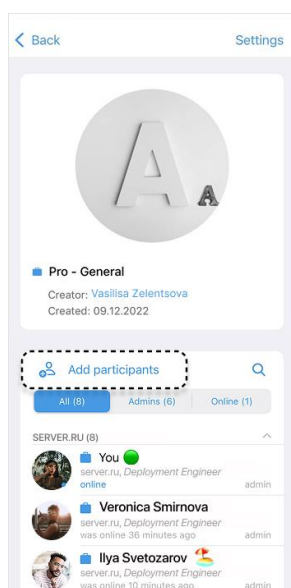 Back
Settings
A
A
Pro - General
Creator: Vasilisa Zelentsova
Created: 09.12.2022
Add participants
All (8)
Admins (6)
Online (1)
SERVER.RU (8)
You
server.ru, Deployment Engineer
online
admin
Veronica Smirnova
server.ru, Deployment Engineer
was online 36 minutes ago
admin
Ilya Svetozarov
server.ru, Deployment Engineer
was online 10 minutes ago
admin